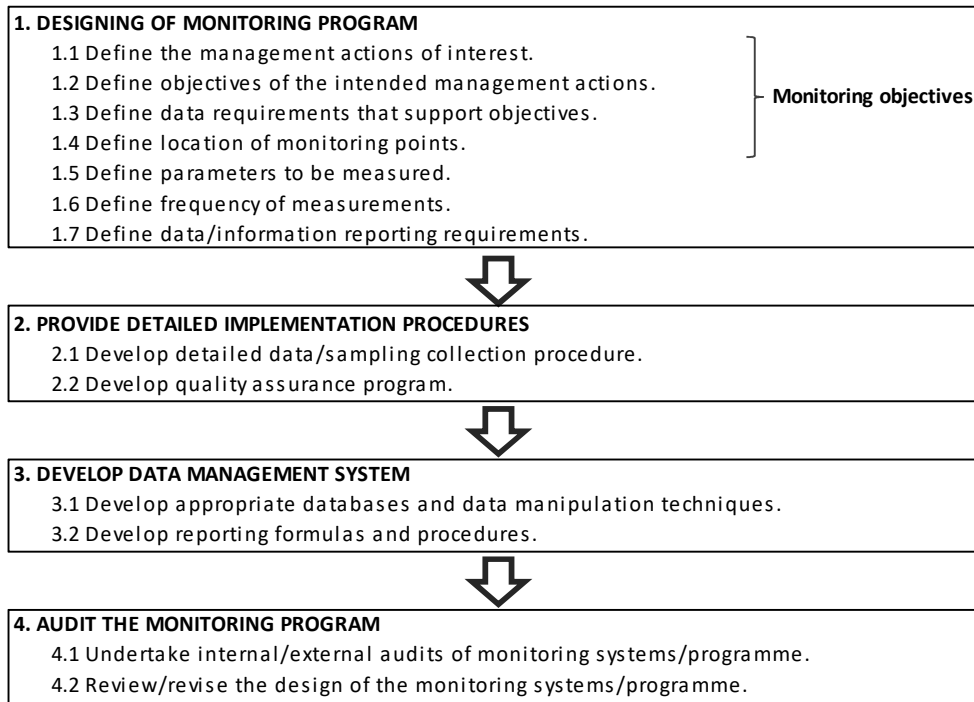 1. DESIGNING OF MONITORING PROGRAM
1.1 Define the management actions of interest.
1.2 Define objectives of the intended management actions.
1.3 Define data requirements that support objectives.
Monitoring objectives
1.4 Define location of monitoring points.
1.5 Define parameters to be measured.
1.6 Define frequency of measurements.
1.7 Define data/information reporting requirements.
2. PROVIDE DETAILED IMPLEMENTATION PROCEDURES
2.1 Develop detailed data/sampling collection procedure.
2.2 Develop quality assurance program.
3. DEVELOP DATA MANAGEMENT SYSTEM
3.1 Develop appropriate databases and data manipulation techniques.
3.2 Develop reporting formulas and procedures.
4. AUDIT THE MONITORING PROGRAM
4.1 Undertake internal/external audits of monitoring systems/programme.
4.2 Review/revise the design of the monitoring systems/programme.